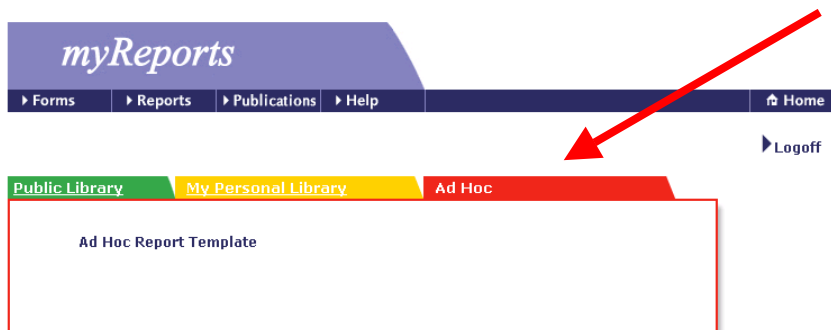 myReports
Forms Reports Publications Help Home
Logoff
Public Library My Personal Library Ad Hoc
Ad Hoc Report Template